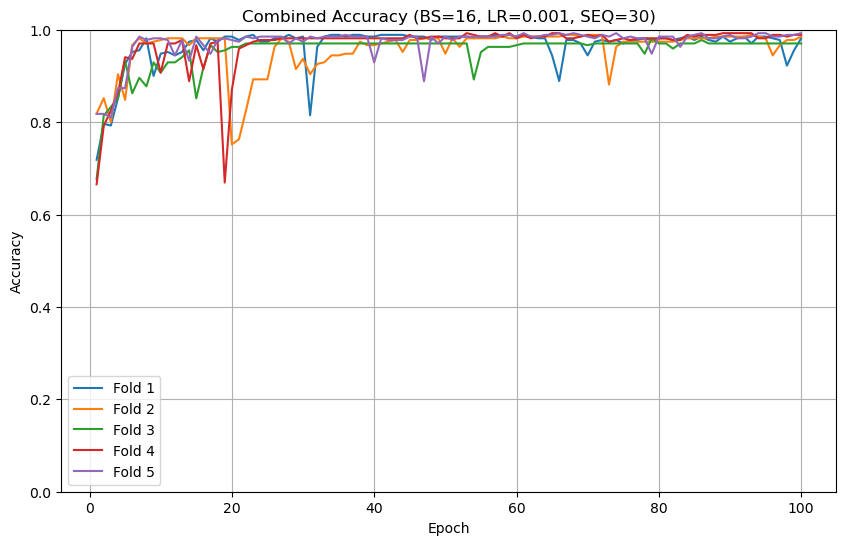 Combined Accuracy (BS=16, LR=0.001, SEQ=30)
1.0
0.8
0.6
0.4
0.2
0.0
Accuracy
Fold 1
Fold 2
Fold 3
Fold 4
Fold 5
0 20 40 60 80 100
Epoch